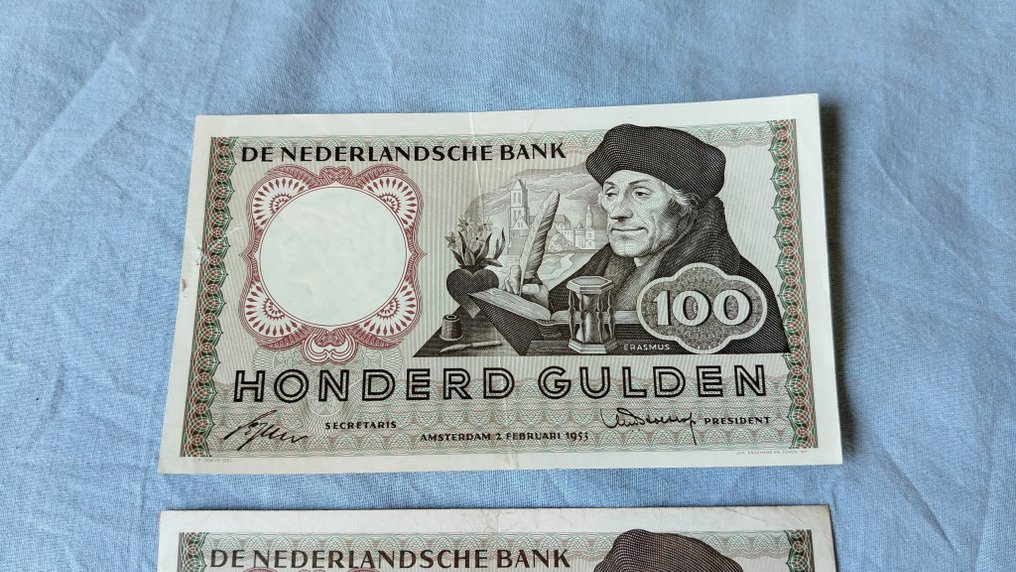 DE NEDERLANDSCHE BANK
100
ERASMUS
HONDERD GULDEN
SECRETARIS
PRESIDENT
AMSTERDAM 2 FEBRUARI 1953
DE NEDERLANDSCHE BANK